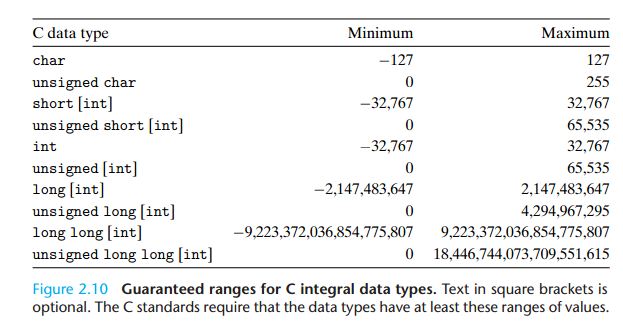 C data type Minimum Maximum
char −127 127
unsigned char 0 255
short [int] −32,767 32,767
unsigned short [int] 0 65,535
int −32,767 32,767
unsigned [int] 0 65,535
long [int] −2,147,483,647 2,147,483,647
unsigned long [int] 0 4,294,967,295
long long [int] −9,223,372,036,854,775,807 9,223,372,036,854,775,807
unsigned long long [int] 0 18,446,744,073,709,551,615
Figure 2.10 Guaranteed ranges for C integral data types. Text in square brackets is
optional. The C standards require that the data types have at least these ranges of values.